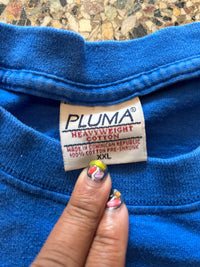 PLUMA®
HEAVYWEIGHT
COTTON
MADE IN DOMINICAN REPUBLIC
100% COTTON PRE-SHRUNK
XXL